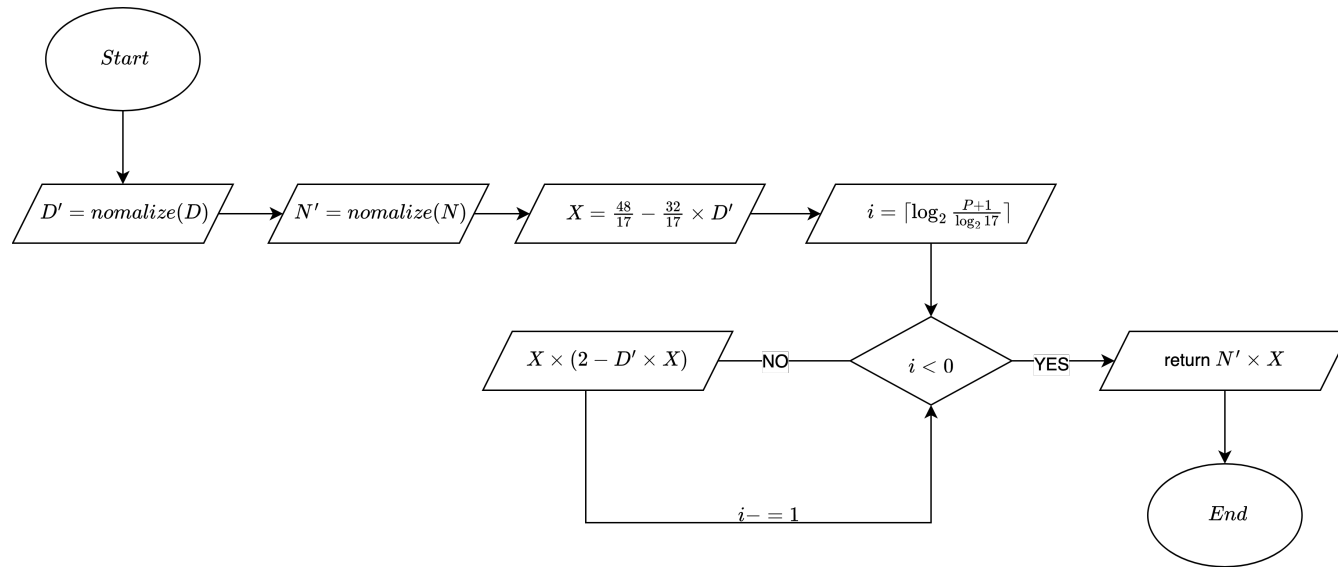 Start
D' = nomalize(D)
N' = nomalize(N)
X = 48/17 − 32/17 × D'
i = ⌈log₂ (P+1)/(log₂ 17)⌉
X × (2 − D' × X)
NO
i < 0
YES
return N' × X
i− = 1
End